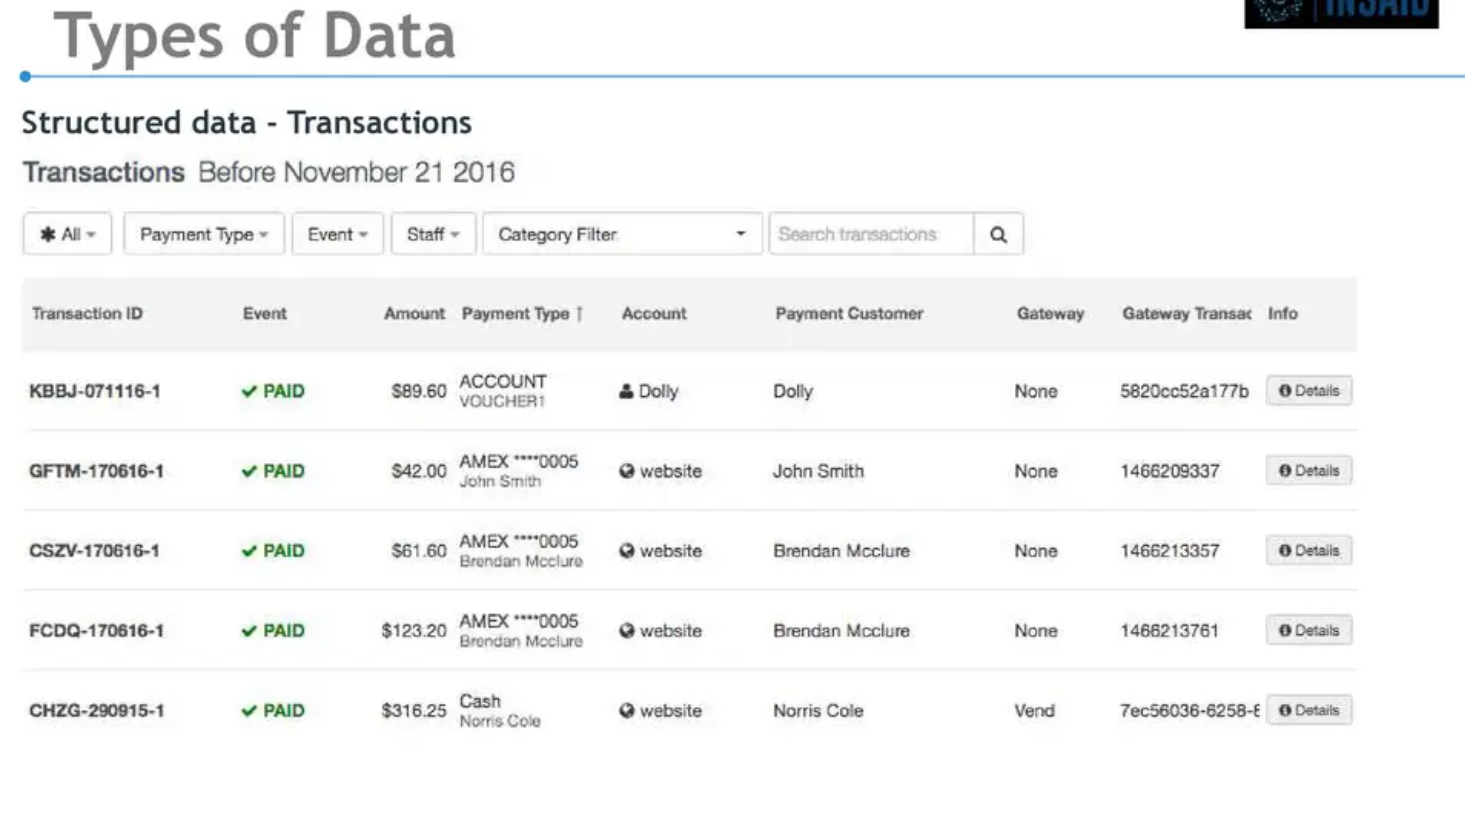 Types of Data
Structured data - Transactions
Transactions Before November 21 2016
All Payment Type Event Staff Category Filter Search transactions
Transaction ID Event Amount Payment Type ↑ Account Payment Customer Gateway Gateway Transac Info
KBBJ-071116-1 PAID $89.60 ACCOUNT Dolly Dolly None 5820cc52a177b Details
VOUCHER1
GFTM-170616-1 PAID $42.00 AMEX ****0005 website John Smith None 1466209337 Details
John Smith
CSZV-170616-1 PAID $61.60 AMEX ****0005 website Brendan Mcclure None 1466213357 Details
Brendan Mcclure
FCDQ-170616-1 PAID $123.20 AMEX ****0005 website Brendan Mcclure None 1466213761 Details
Brendan Mcclure
CHZG-290915-1 PAID $316.25 Cash website Norris Cole Vend 7ec56036-6258- Details
Norris Cole